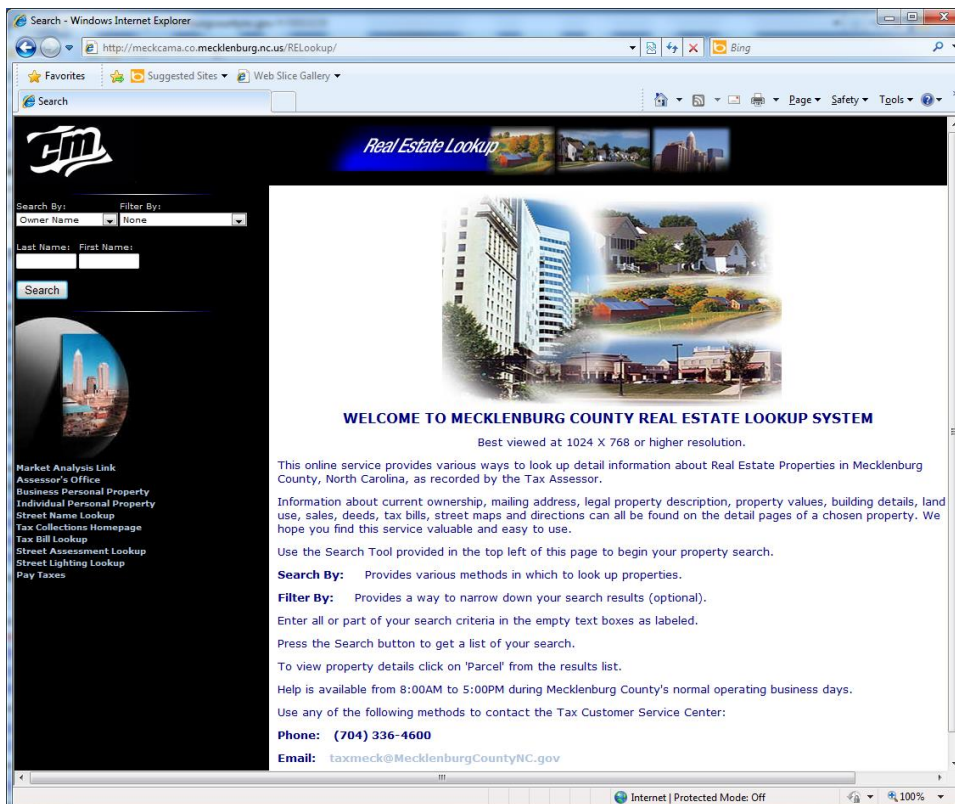 Search - Windows Internet Explorer
http://meckcama.co.mecklenburg.nc.us/RELookup/
Bing
Favorites Suggested Sites Web Slice Gallery
Search
Page Safety Tools
Real Estate Lookup
Search By: Filter By:
Owner Name None
Last Name: First Name:
Search
Market Analysis Link
Assessor's Office
Business Personal Property
Individual Personal Property
Street Name Lookup
Tax Collections Homepage
Tax Bill Lookup
Street Assessment Lookup
Street Lighting Lookup
Pay Taxes
WELCOME TO MECKLENBURG COUNTY REAL ESTATE LOOKUP SYSTEM
Best viewed at 1024 X 768 or higher resolution.
This online service provides various ways to look up detail information about Real Estate Properties in Mecklenburg
County, North Carolina, as recorded by the Tax Assessor.
Information about current ownership, mailing address, legal property description, property values, building details, land
use, sales, deeds, tax bills, street maps and directions can all be found on the detail pages of a chosen property. We
hope you find this service valuable and easy to use.
Use the Search Tool provided in the top left of this page to begin your property search.
Search By: Provides various methods in which to look up properties.
Filter By: Provides a way to narrow down your search results (optional).
Enter all or part of your search criteria in the empty text boxes as labeled.
Press the Search button to get a list of your search.
To view property details click on 'Parcel' from the results list.
Help is available from 8:00AM to 5:00PM during Mecklenburg County's normal operating business days.
Use any of the following methods to contact the Tax Customer Service Center:
Phone: (704) 336-4600
Email: taxmeck@MecklenburgCountyNC.gov
Internet | Protected Mode: Off 100%